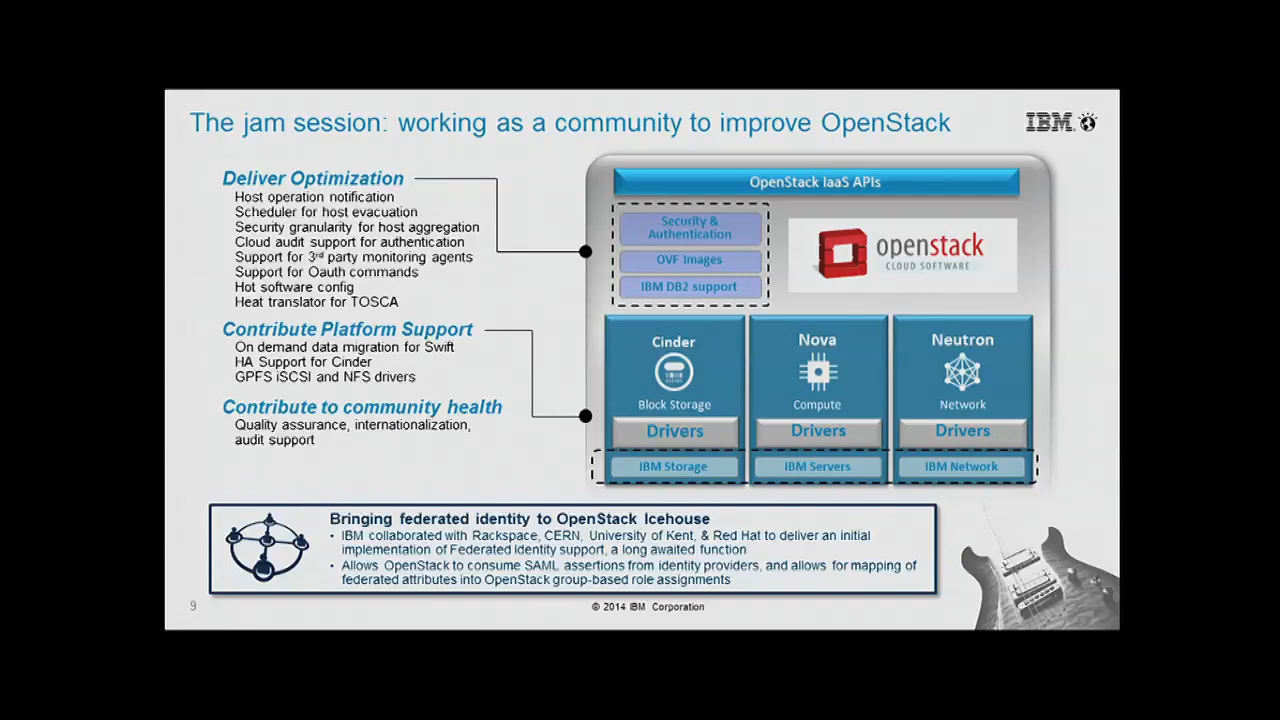 The jam session: working as a community to improve OpenStack
IBM
Deliver Optimization
Host operation notification
Scheduler for host evacuation
Security granularity for host aggregation
Cloud audit support for authentication
Support for 3rd party monitoring agents
Support for Oauth commands
Hot software config
Heat translator for TOSCA
Contribute Platform Support
On demand data migration for Swift
HA Support for Cinder
GPFS iSCSI and NFS drivers
Contribute to community health
Quality assurance, internationalization,
audit support
OpenStack IaaS APIs
Security &
Authentication
OVF Images
IBM DB2 support
openstack
CLOUD SOFTWARE
Cinder
Block Storage
Drivers
IBM Storage
Nova
Compute
Drivers
IBM Servers
Neutron
Network
Drivers
IBM Network
Bringing federated identity to OpenStack Icehouse
• IBM collaborated with Rackspace, CERN, University of Kent, & Red Hat to deliver an initial
implementation of Federated Identity support, a long awaited function
• Allows OpenStack to consume SAML assertions from identity providers, and allows for mapping of
federated attributes into OpenStack group-based role assignments
9
© 2014 IBM Corporation